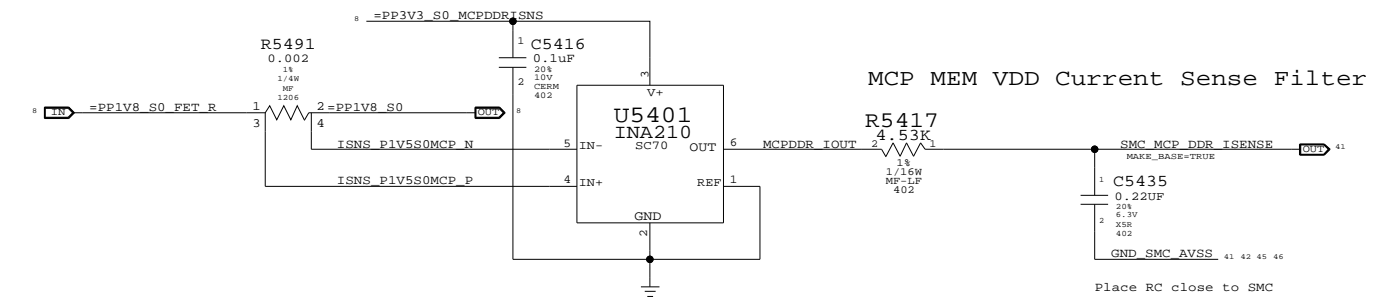 8 =PP3V3_S0_MCPDDRISNS
R5491
0.002
1%
1/4W
MF
1206
1 C5416
0.1uF
20%
2 10V
CERM
402
3
V+
MCP MEM VDD Current Sense Filter
8 IN =PP1V8_S0_FET_R 1 2 =PP1V8_S0 OUT 8
3 4
U5401
INA210
SC70
R5417
4.53K
ISNS_P1V5S0MCP_N 5 IN- OUT 6 MCPDDR_IOUT 2 1 SMC_MCP_DDR_ISENSE OUT 41
MAKE_BASE=TRUE
1%
1/16W
MF-LF
402
ISNS_P1V5S0MCP_P 4 IN+ REF 1
1 C5435
0.22UF
20%
2 6.3V
X5R
402
GND
2
GND_SMC_AVSS 41 42 45 46
Place RC close to SMC